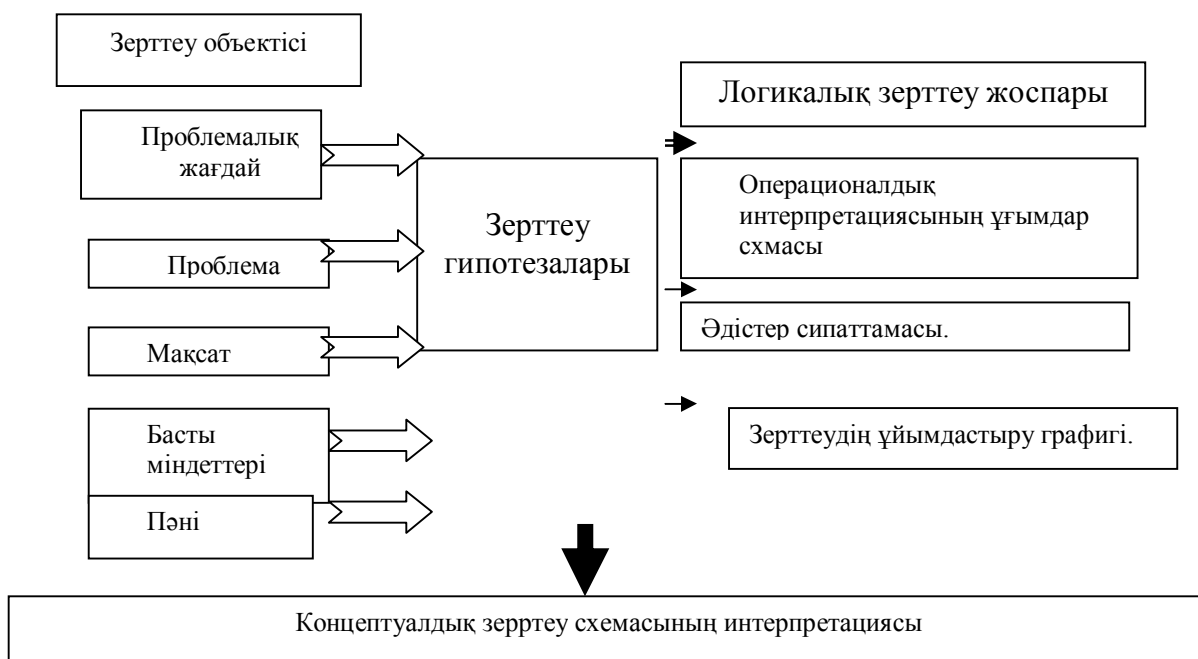 Зерттеу объектісі
Проблемалық
жағдай
Проблема
Мақсат
Басты
міндеттері
Пәні
Зерттеу
гипотезалары
Логикалық зерттеу жоспары
Операционалдық
интерпретациясының ұғымдар
схмасы
Әдістер сипаттамасы.
Зерттеудің ұйымдастыру графигі.
Концептуалдық зерртеу схемасының интерпретациясы